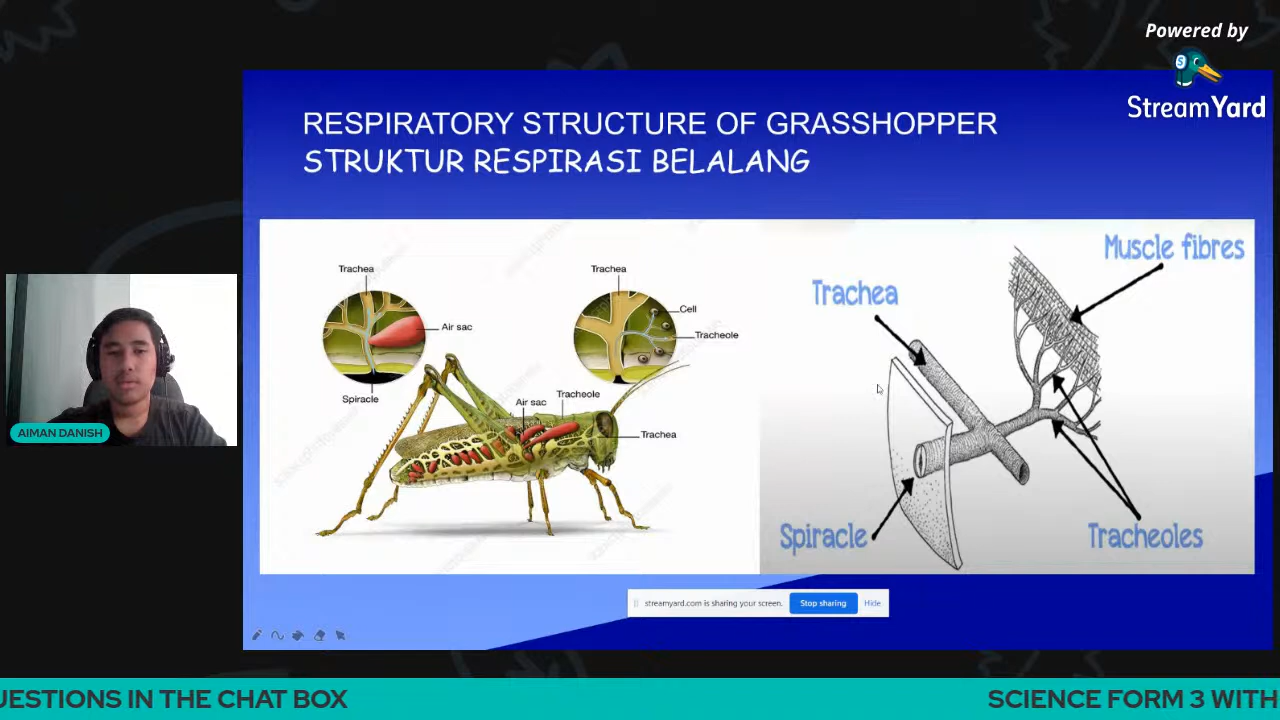 Powered by
StreamYard
RESPIRATORY STRUCTURE OF GRASSHOPPER
STRUKTUR RESPIRASI BELALANG
Trachea
Air sac
Spiracle
Trachea
Cell
Tracheole
Air sac
Tracheole
Trachea
Muscle fibres
Trachea
Spiracle
Tracheoles
AIMAN DANISH
streamyard.com is sharing your screen.
Stop sharing
Hide
UESTIONS IN THE CHAT BOX
SCIENCE FORM 3 WITH